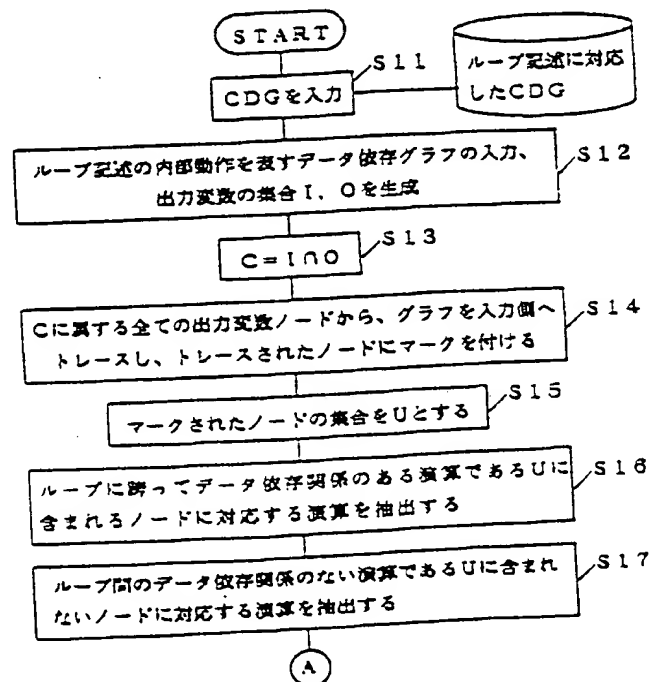 START
S11
ループ記述に対応
したCDG
CDGを入力
S12
ループ記述の内部動作を表すデータ依存グラフの入力、
出力変数の集合I,Oを生成
S13
C=I∩O
S14
Cに属する全ての出力変数ノードから、グラフを入力側へ
トレースし、トレースされたノードにマークを付ける
S15
マークされたノードの集合をUとする
S16
ループに跨ってデータ依存関係のある演算であるUに
含まれるノードに対応する演算を抽出する
S17
ループ間のデータ依存関係のない演算であるUに含まれ
ないノードに対応する演算を抽出する
A